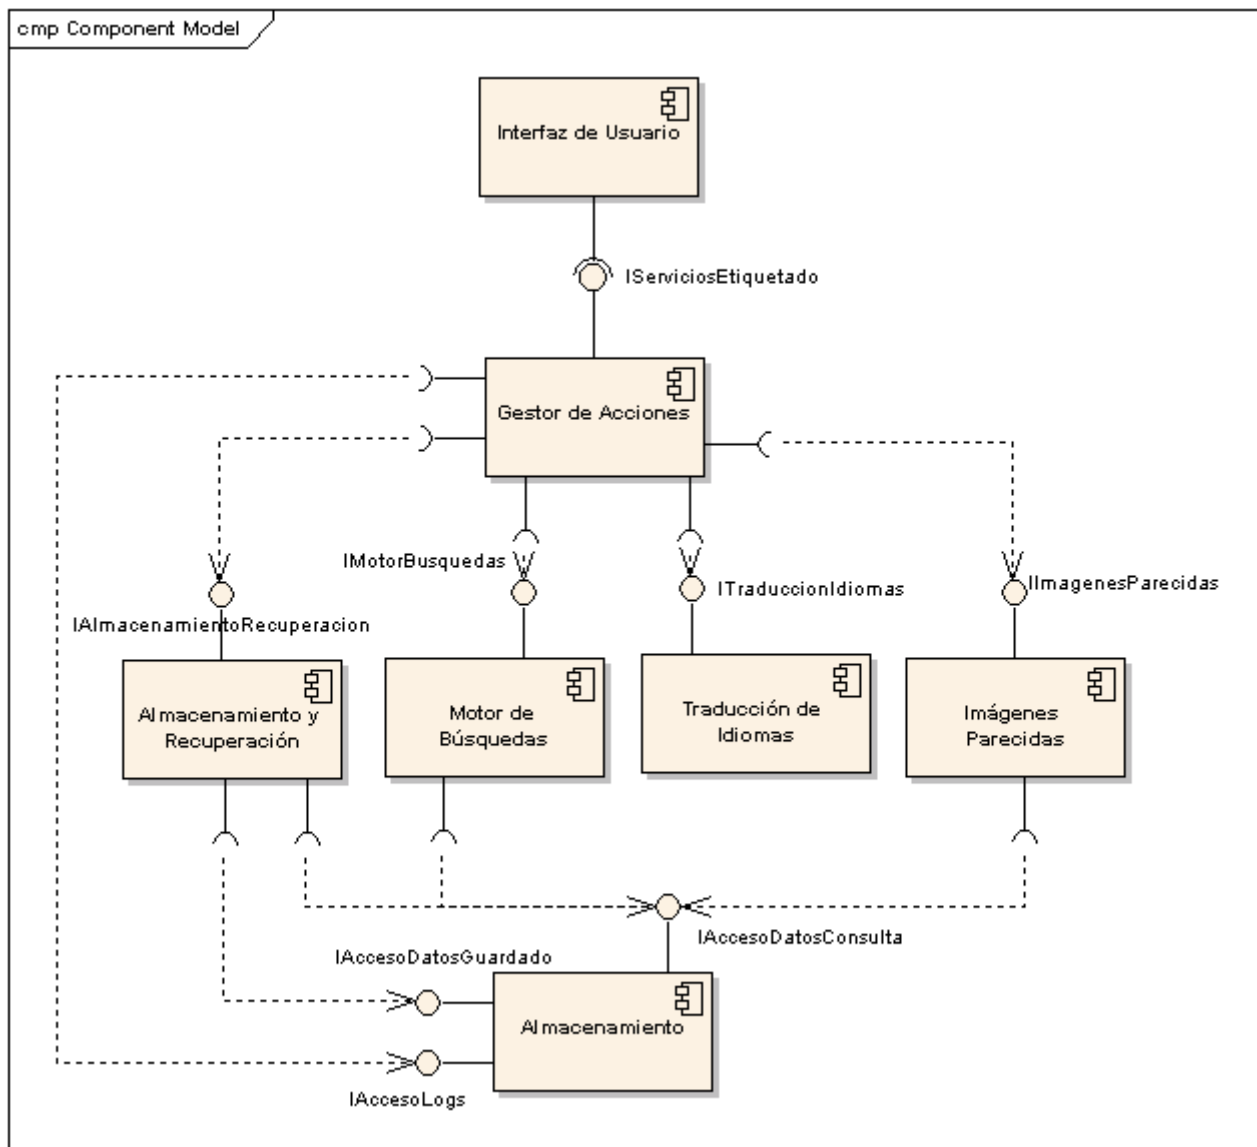 cmp Component Model
Interfaz de Usuario
IServiciosEtiquetado
Gestor de Acciones
IMotorBusquedas
ITraduccionIdiomas
IImagenesParecidas
IAlmacenamientoRecuperacion
Almacenamiento y
Recuperación
Motor de
Búsquedas
Traducción de
Idiomas
Imágenes
Parecidas
IAccesoDatosConsulta
IAccesoDatosGuardado
Almacenamiento
IAccesoLogs